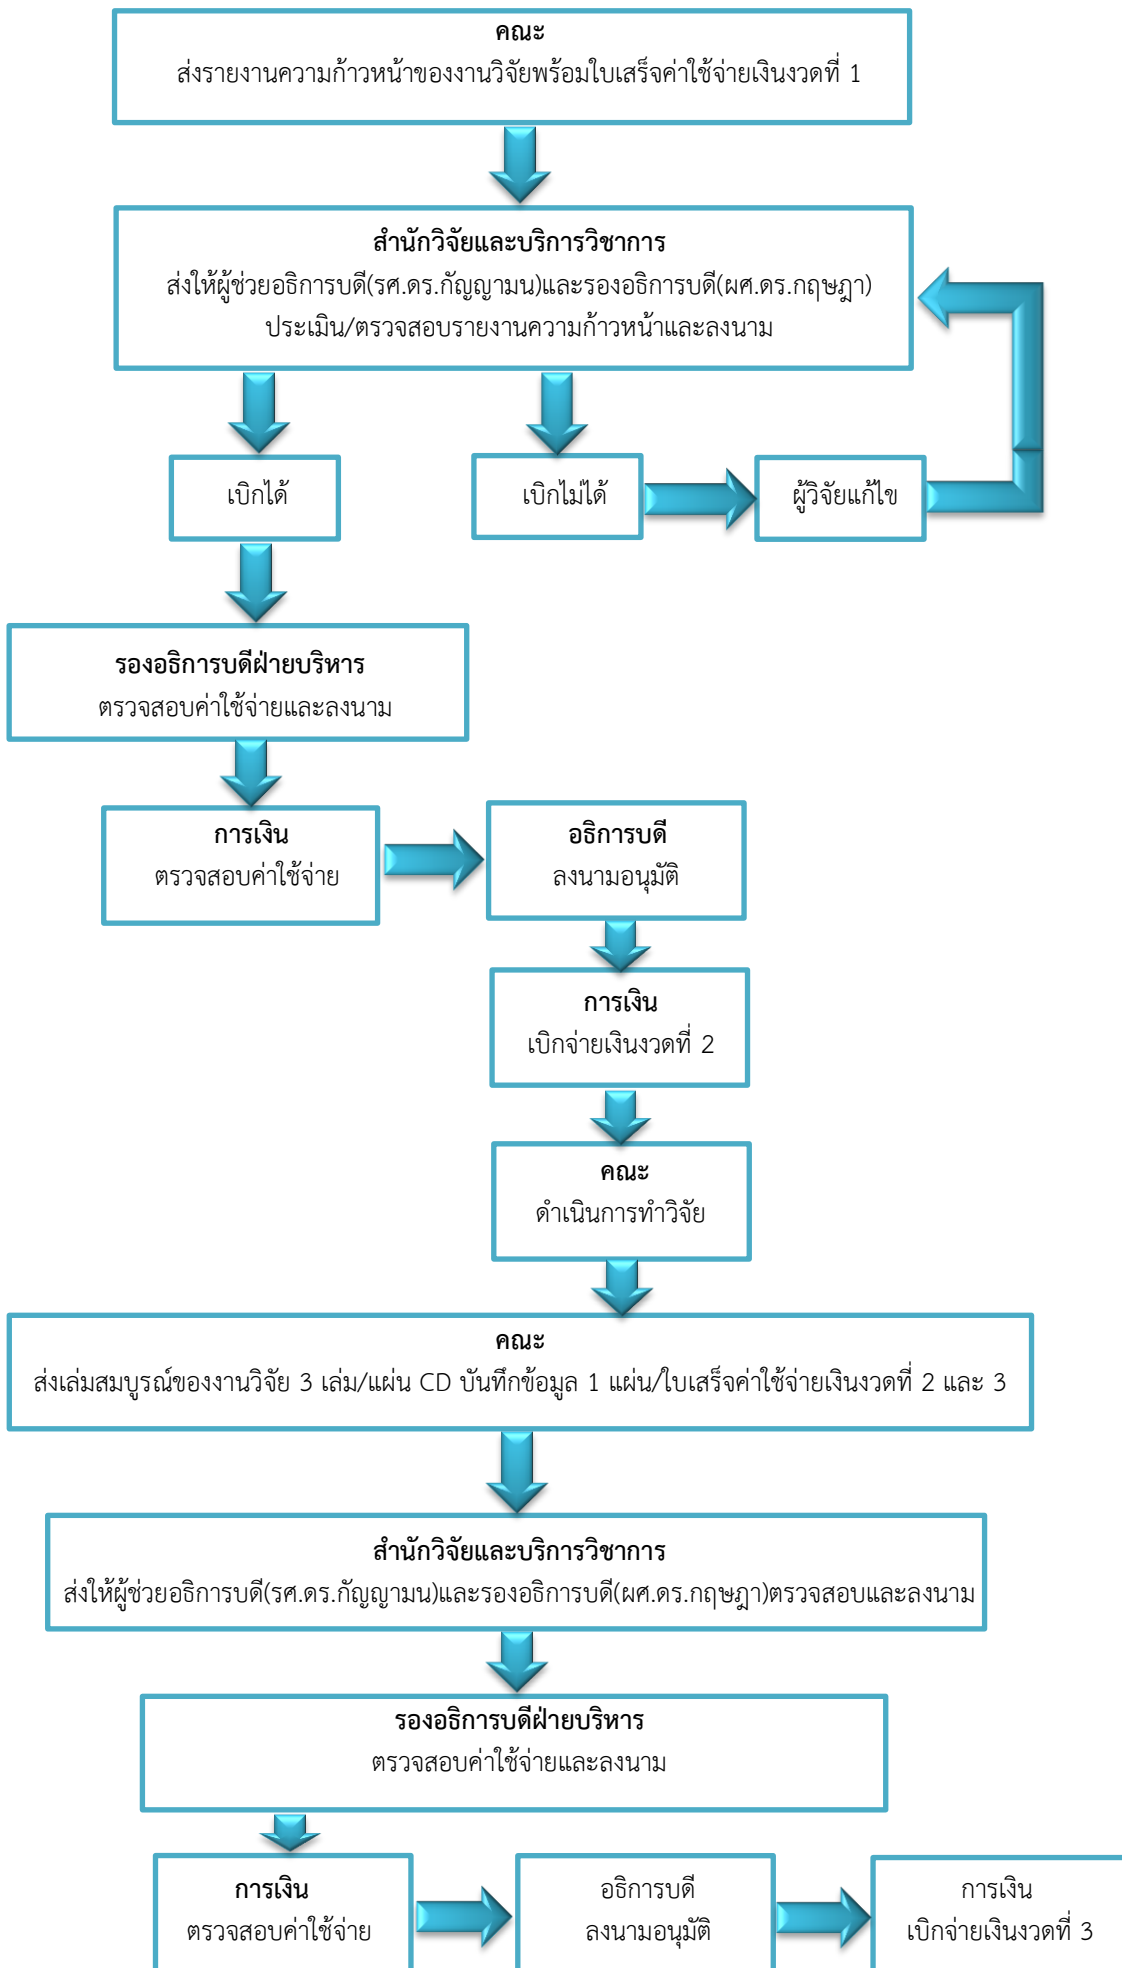 คณะ
ส่งรายงานความก้าวหน้าของงานวิจัยพร้อมใบเสร็จค่าใช้จ่ายเงินงวดที่ 1
สำนักวิจัยและบริการวิชาการ
ส่งให้ผู้ช่วยอธิการบดี(รศ.ดร.กัญญามน)และรองอธิการบดี(ผศ.ดร.กฤษฎา)
ประเมิน/ตรวจสอบรายงานความก้าวหน้าและลงนาม
เบิกได้
เบิกไม่ได้
ผู้วิจัยแก้ไข
รองอธิการบดีฝ่ายบริหาร
ตรวจสอบค่าใช้จ่ายและลงนาม
การเงิน
ตรวจสอบค่าใช้จ่าย
อธิการบดี
ลงนามอนุมัติ
การเงิน
เบิกจ่ายเงินงวดที่ 2
คณะ
ดำเนินการทำวิจัย
คณะ
ส่งเล่มสมบูรณ์ของงานวิจัย 3 เล่ม/แผ่น CD บันทึกข้อมูล 1 แผ่น/ใบเสร็จค่าใช้จ่ายเงินงวดที่ 2 และ 3
สำนักวิจัยและบริการวิชาการ
ส่งให้ผู้ช่วยอธิการบดี(รศ.ดร.กัญญามน)และรองอธิการบดี(ผศ.ดร.กฤษฎา)ตรวจสอบและลงนาม
รองอธิการบดีฝ่ายบริหาร
ตรวจสอบค่าใช้จ่ายและลงนาม
การเงิน
ตรวจสอบค่าใช้จ่าย
อธิการบดี
ลงนามอนุมัติ
การเงิน
เบิกจ่ายเงินงวดที่ 3